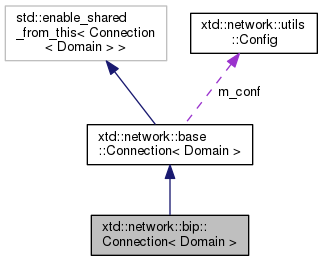 std::enable_shared
_from_this< Connection
< Domain > >
xtd::network::utils
::Config
m_conf
xtd::network::base
::Connection< Domain >
xtd::network::bip::
Connection< Domain >